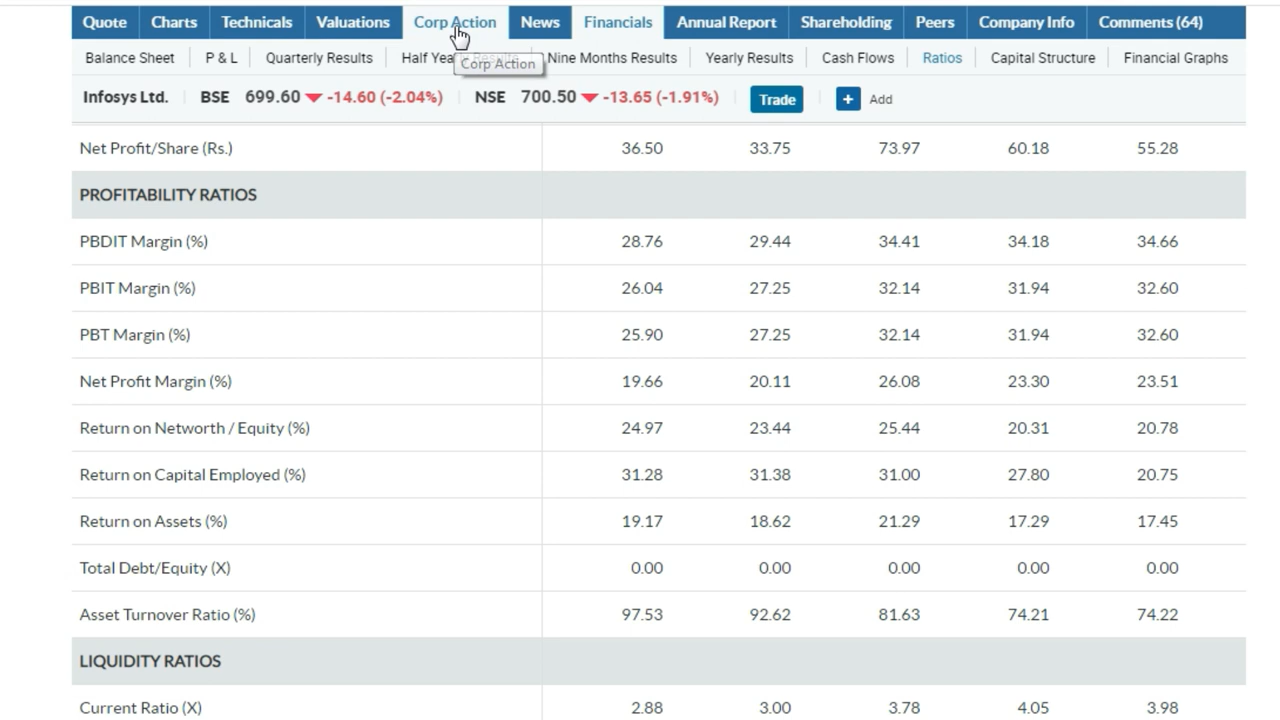 Quote Charts Technicals Valuations Corp Action News Financials Annual Report Shareholding Peers Company Info Comments (64)
Balance Sheet P & L Quarterly Results Half Yearly Results Nine Months Results Yearly Results Cash Flows Ratios Capital Structure Financial Graphs
Corp Action
Infosys Ltd. BSE 699.60 -14.60 (-2.04%) NSE 700.50 -13.65 (-1.91%) Trade + Add
Net Profit/Share (Rs.) 36.50 33.75 73.97 60.18 55.28
PROFITABILITY RATIOS
PBDIT Margin (%) 28.76 29.44 34.41 34.18 34.66
PBIT Margin (%) 26.04 27.25 32.14 31.94 32.60
PBT Margin (%) 25.90 27.25 32.14 31.94 32.60
Net Profit Margin (%) 19.66 20.11 26.08 23.30 23.51
Return on Networth / Equity (%) 24.97 23.44 25.44 20.31 20.78
Return on Capital Employed (%) 31.28 31.38 31.00 27.80 20.75
Return on Assets (%) 19.17 18.62 21.29 17.29 17.45
Total Debt/Equity (X) 0.00 0.00 0.00 0.00 0.00
Asset Turnover Ratio (%) 97.53 92.62 81.63 74.21 74.22
LIQUIDITY RATIOS
Current Ratio (X) 2.88 3.00 3.78 4.05 3.98